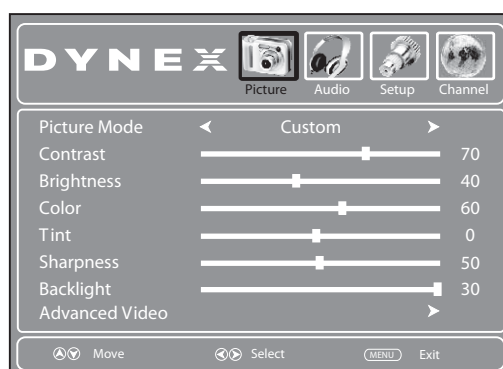 DYNEX
Picture Audio Setup Channel
Picture Mode Custom
Contrast 70
Brightness 40
Color 60
Tint 0
Sharpness 50
Backlight 30
Advanced Video
Move Select MENU Exit